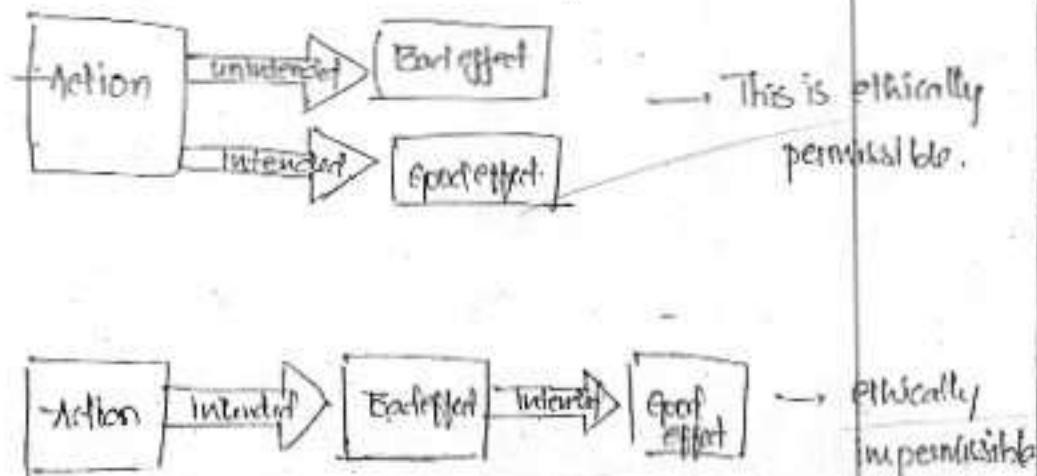 Action
unintended
Bad effect
→ This is ethically
permissible.
Intended
Good effect.
Action
intended
Bad effect
intended
Good
effect
→ ethically
impermissible